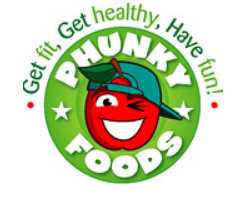 Get fit, Get healthy, Have fun!
PHUNKY
FOODS